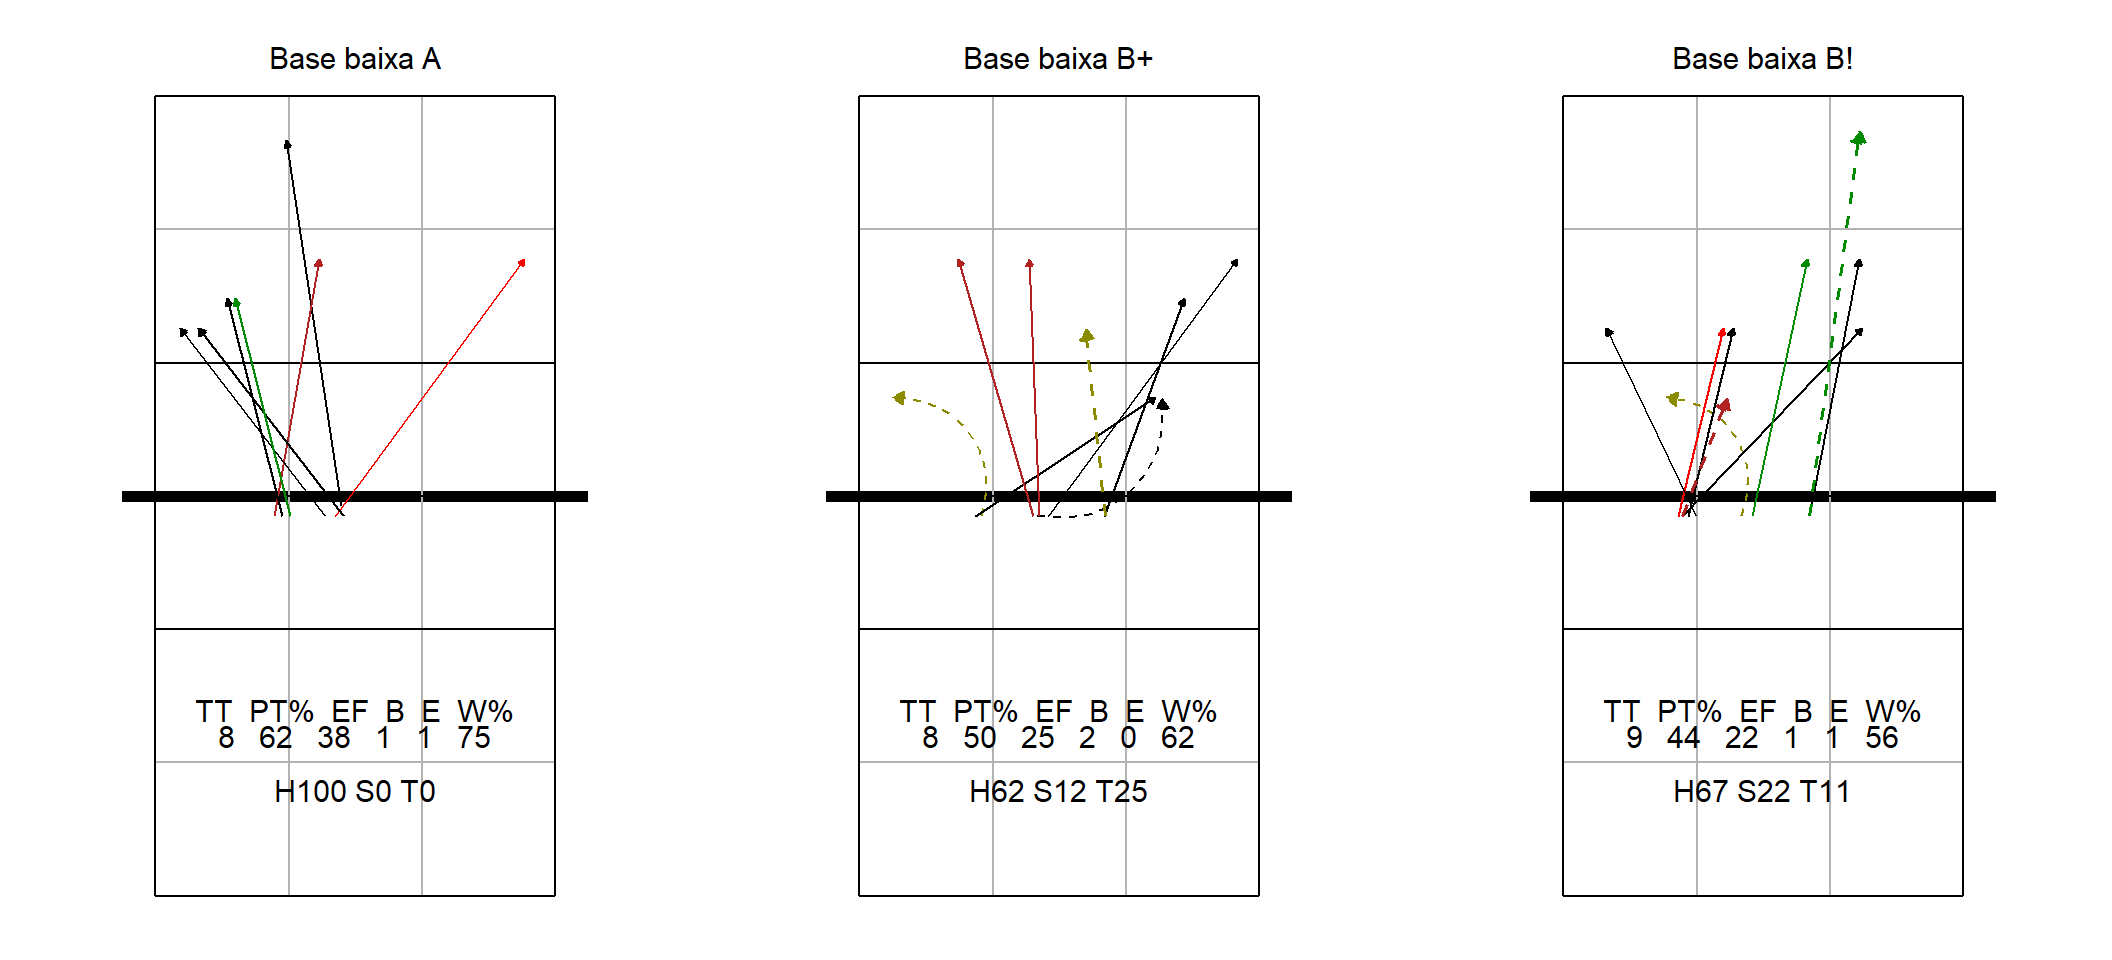 Base baixa A
TT PT% EF B E W%
8 62 38 1 1 75
H100 S0 T0
Base baixa B+
TT PT% EF B E W%
8 50 25 2 0 62
H62 S12 T25
Base baixa B!
TT PT% EF B E W%
9 44 22 1 1 56
H67 S22 T11